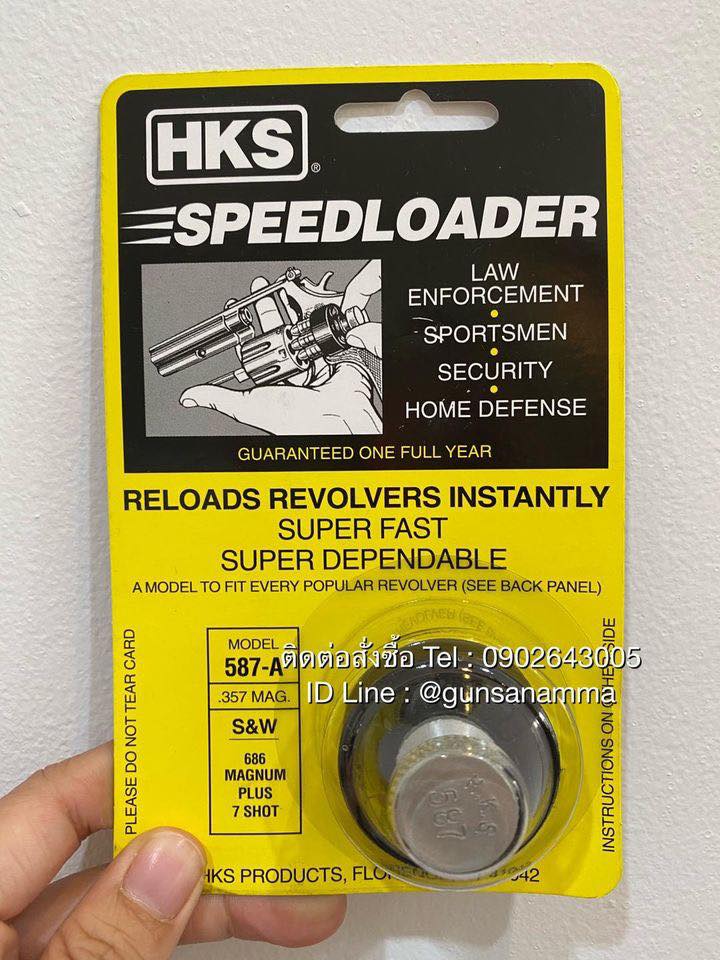 HKS ®
SPEEDLOADER
LAW
ENFORCEMENT
•
SPORTSMEN
•
SECURITY
•
HOME DEFENSE
GUARANTEED ONE FULL YEAR
RELOADS REVOLVERS INSTANTLY
SUPER FAST
SUPER DEPENDABLE
A MODEL TO FIT EVERY POPULAR REVOLVER (SEE BACK PANEL)
PLEASE DO NOT TEAR CARD
MODEL
587-A
.357 MAG.
S&W
686
MAGNUM
PLUS
7 SHOT
ติดต่อสั่งซื้อ Tel : 0902643005
ID Line : @gunsanamma
H.K.S
587
INSTRUCTIONS ON SIDE
HKS PRODUCTS,